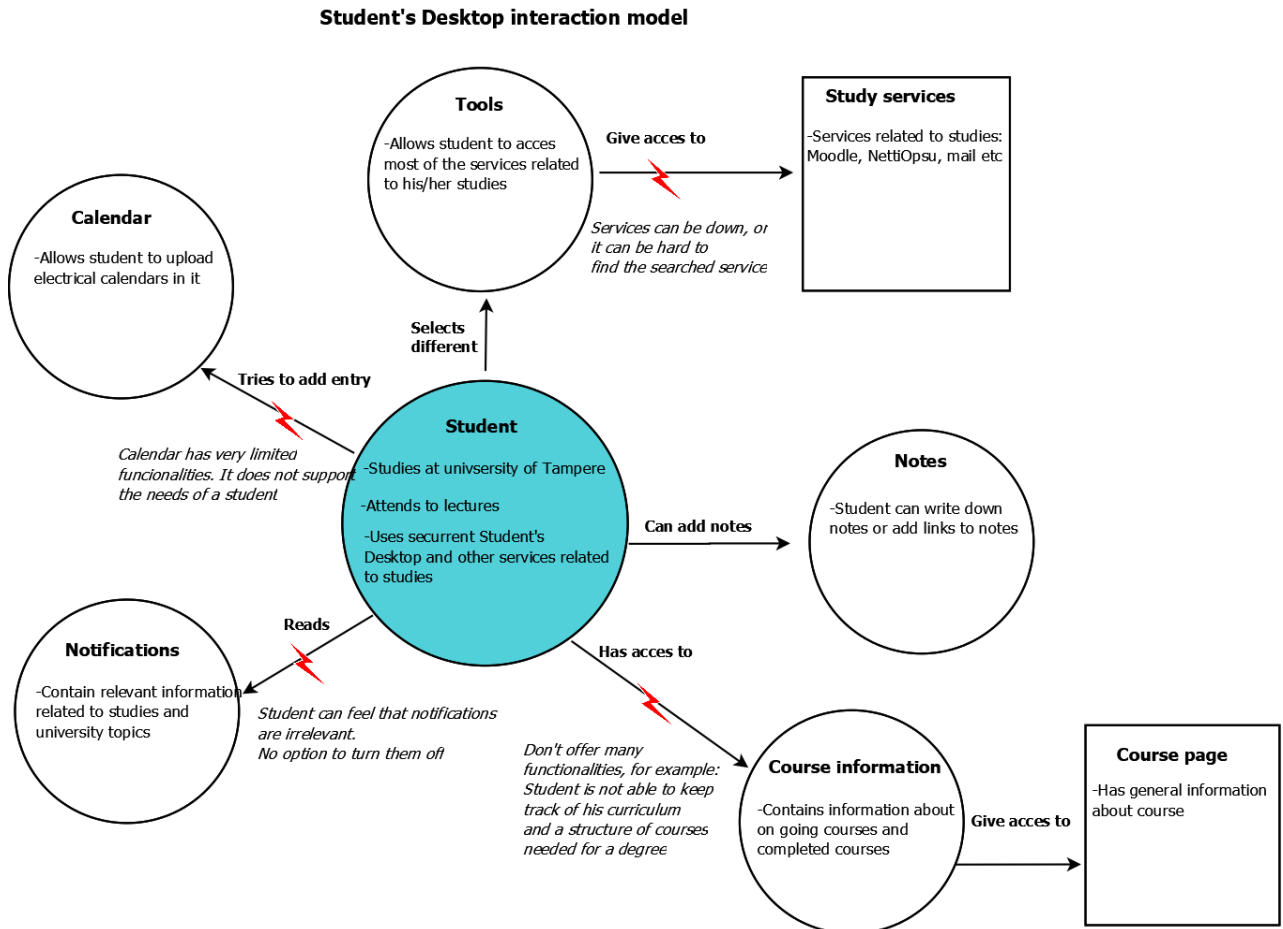 Student's Desktop interaction model
Tools
-Allows student to acces
most of the services related
to his/her studies
Give acces to
Study services
-Services related to studies:
Moodle, NettiOpsu, mail etc
Services can be down, or
it can be hard to
find the searched service
Calendar
-Allows student to upload
electrical calendars in it
Selects
different
Tries to add entry
Calendar has very limited
funcionalities. It does not support
the needs of a student
Student
-Studies at univsersity of Tampere
-Attends to lectures
-Uses securrent Student's
Desktop and other services related
to studies
Can add notes
Notes
-Student can write down
notes or add links to notes
Reads
Notifications
-Contain relevant information
related to studies and
university topics
Student can feel that notifications
are irrelevant.
No option to turn them off
Has acces to
Don't offer many
functionalities, for example:
Student is not able to keep
track of his curriculum
and a structure of courses
needed for a degree
Course information
-Contains information about
on going courses and
completed courses
Give acces to
Course page
-Has general information
about course